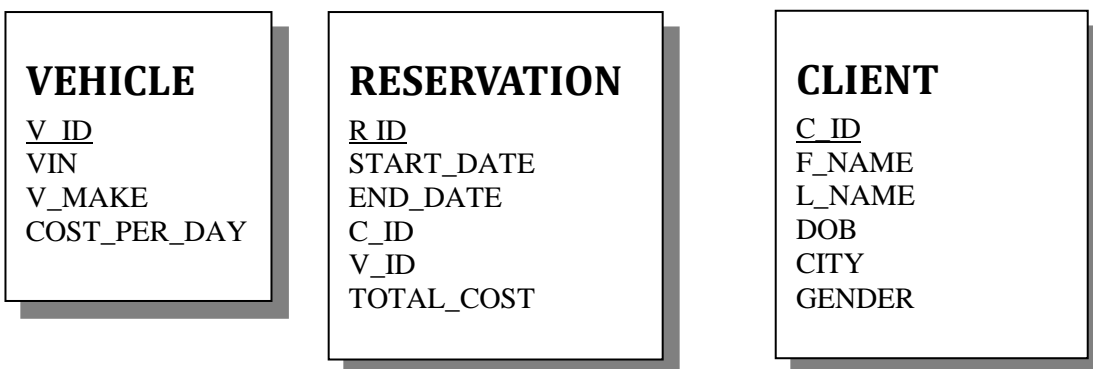 VEHICLE
V_ID
VIN
V_MAKE
COST_PER_DAY
RESERVATION
R ID
START_DATE
END_DATE
C_ID
V_ID
TOTAL_COST
CLIENT
C_ID
F_NAME
L_NAME
DOB
CITY
GENDER